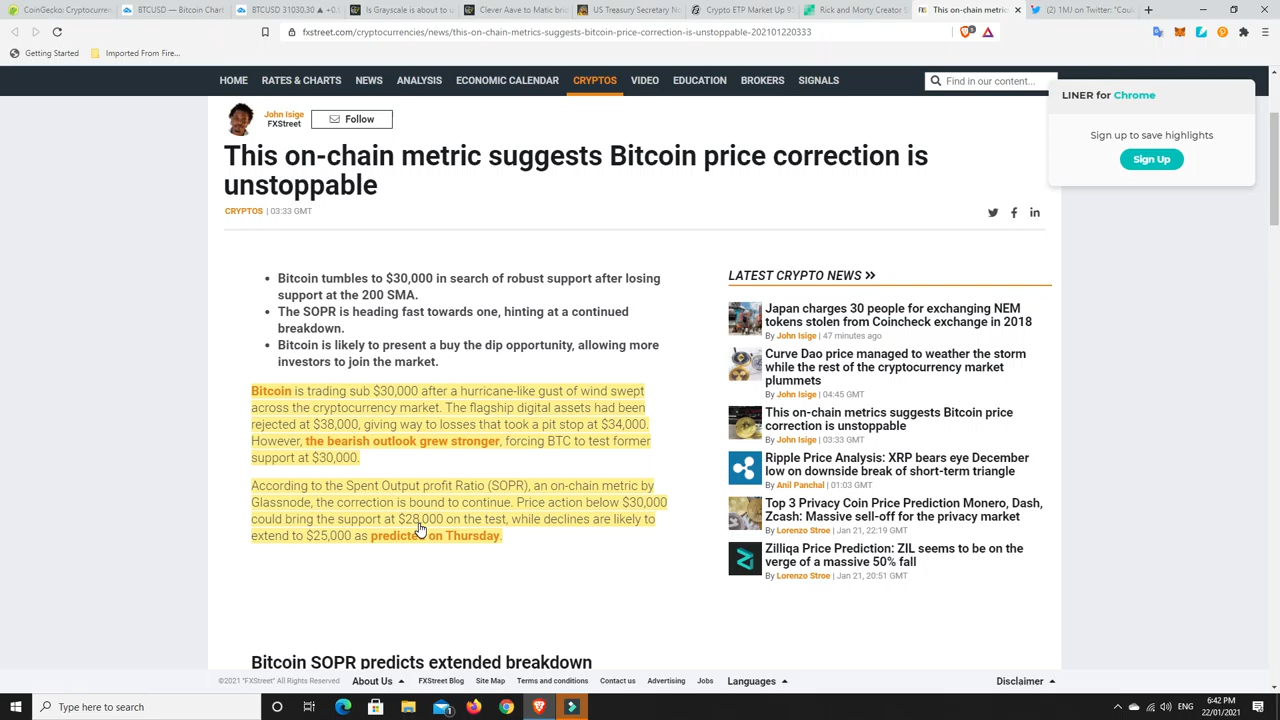 CoinGecko: Cryptocurren
BTCUSD — Bitcoin Chart
BTCUSD 31030.30 ▲ +0.
Is Grayscale is about to u
Clever Aave to Matic brid
US Treasury Secretary No
Crypto ETP Market Up 95
Rick and Morty Creator S
This on-chain metric
(2) 1MJ on Twitter: "Cou
fxstreet.com/cryptocurrencies/news/this-on-chain-metrics-suggests-bitcoin-price-correction-is-unstoppable-202101220333
Getting Started
Imported From Fire...
HOME RATES & CHARTS NEWS ANALYSIS ECONOMIC CALENDAR CRYPTOS VIDEO EDUCATION BROKERS SIGNALS
Find in our content...
LINER for Chrome
Sign up to save highlights
Sign Up
John Isige
FXStreet
Follow
This on-chain metric suggests Bitcoin price correction is
unstoppable
CRYPTOS | 03:33 GMT
• Bitcoin tumbles to $30,000 in search of robust support after losing
support at the 200 SMA.
• The SOPR is heading fast towards one, hinting at a continued
breakdown.
• Bitcoin is likely to present a buy the dip opportunity, allowing more
investors to join the market.
Bitcoin is trading sub $30,000 after a hurricane-like gust of wind swept
across the cryptocurrency market. The flagship digital assets had been
rejected at $38,000, giving way to losses that took a pit stop at $34,000.
However, the bearish outlook grew stronger, forcing BTC to test former
support at $30,000.
According to the Spent Output profit Ratio (SOPR), an on-chain metric by
Glassnode, the correction is bound to continue. Price action below $30,000
could bring the support at $28,000 on the test, while declines are likely to
extend to $25,000 as predicted on Thursday.
Bitcoin SOPR predicts extended breakdown
LATEST CRYPTO NEWS
Japan charges 30 people for exchanging NEM
tokens stolen from Coincheck exchange in 2018
By John Isige | 47 minutes ago
Curve Dao price managed to weather the storm
while the rest of the cryptocurrency market
plummets
By John Isige | 04:45 GMT
This on-chain metrics suggests Bitcoin price
correction is unstoppable
By John Isige | 03:33 GMT
Ripple Price Analysis: XRP bears eye December
low on downside break of short-term triangle
By Anil Panchal | 01:03 GMT
Top 3 Privacy Coin Price Prediction Monero, Dash,
Zcash: Massive sell-off for the privacy market
By Lorenzo Stroe | Jan 21, 22:19 GMT
Zilliqa Price Prediction: ZIL seems to be on the
verge of a massive 50% fall
By Lorenzo Stroe | Jan 21, 20:51 GMT
©2021 "FXStreet" All Rights Reserved About Us FXStreet Blog Site Map Terms and conditions Contact us Advertising Jobs Languages Disclaimer
Type here to search
ENG
6:42 PM
22/01/2021